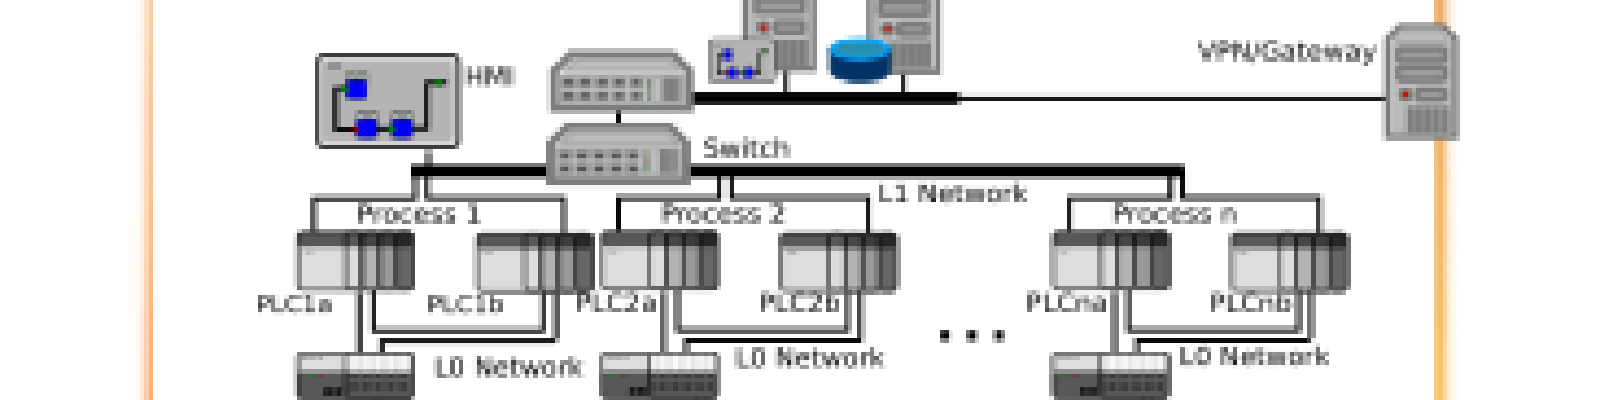 VPN/Gateway
HMI
Switch
L1 Network
Process 1
Process 2
Process n
PLC1a
PLC1b
PLC2a
PLC2b
PLCna
PLCnb
L0 Network
L0 Network
L0 Network